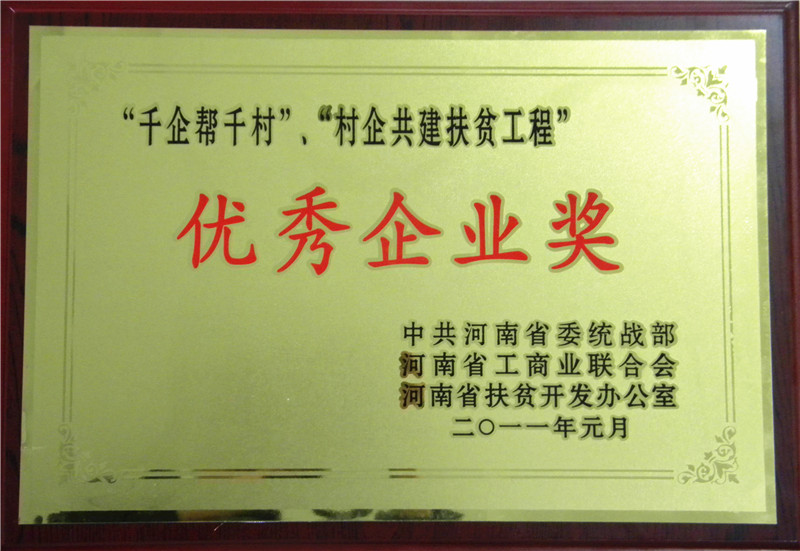 “千企帮千村”、“村企共建扶贫工程”
优秀企业奖
中共河南省委统战部
河南省工商业联合会
河南省扶贫开发办公室
二〇一一年元月